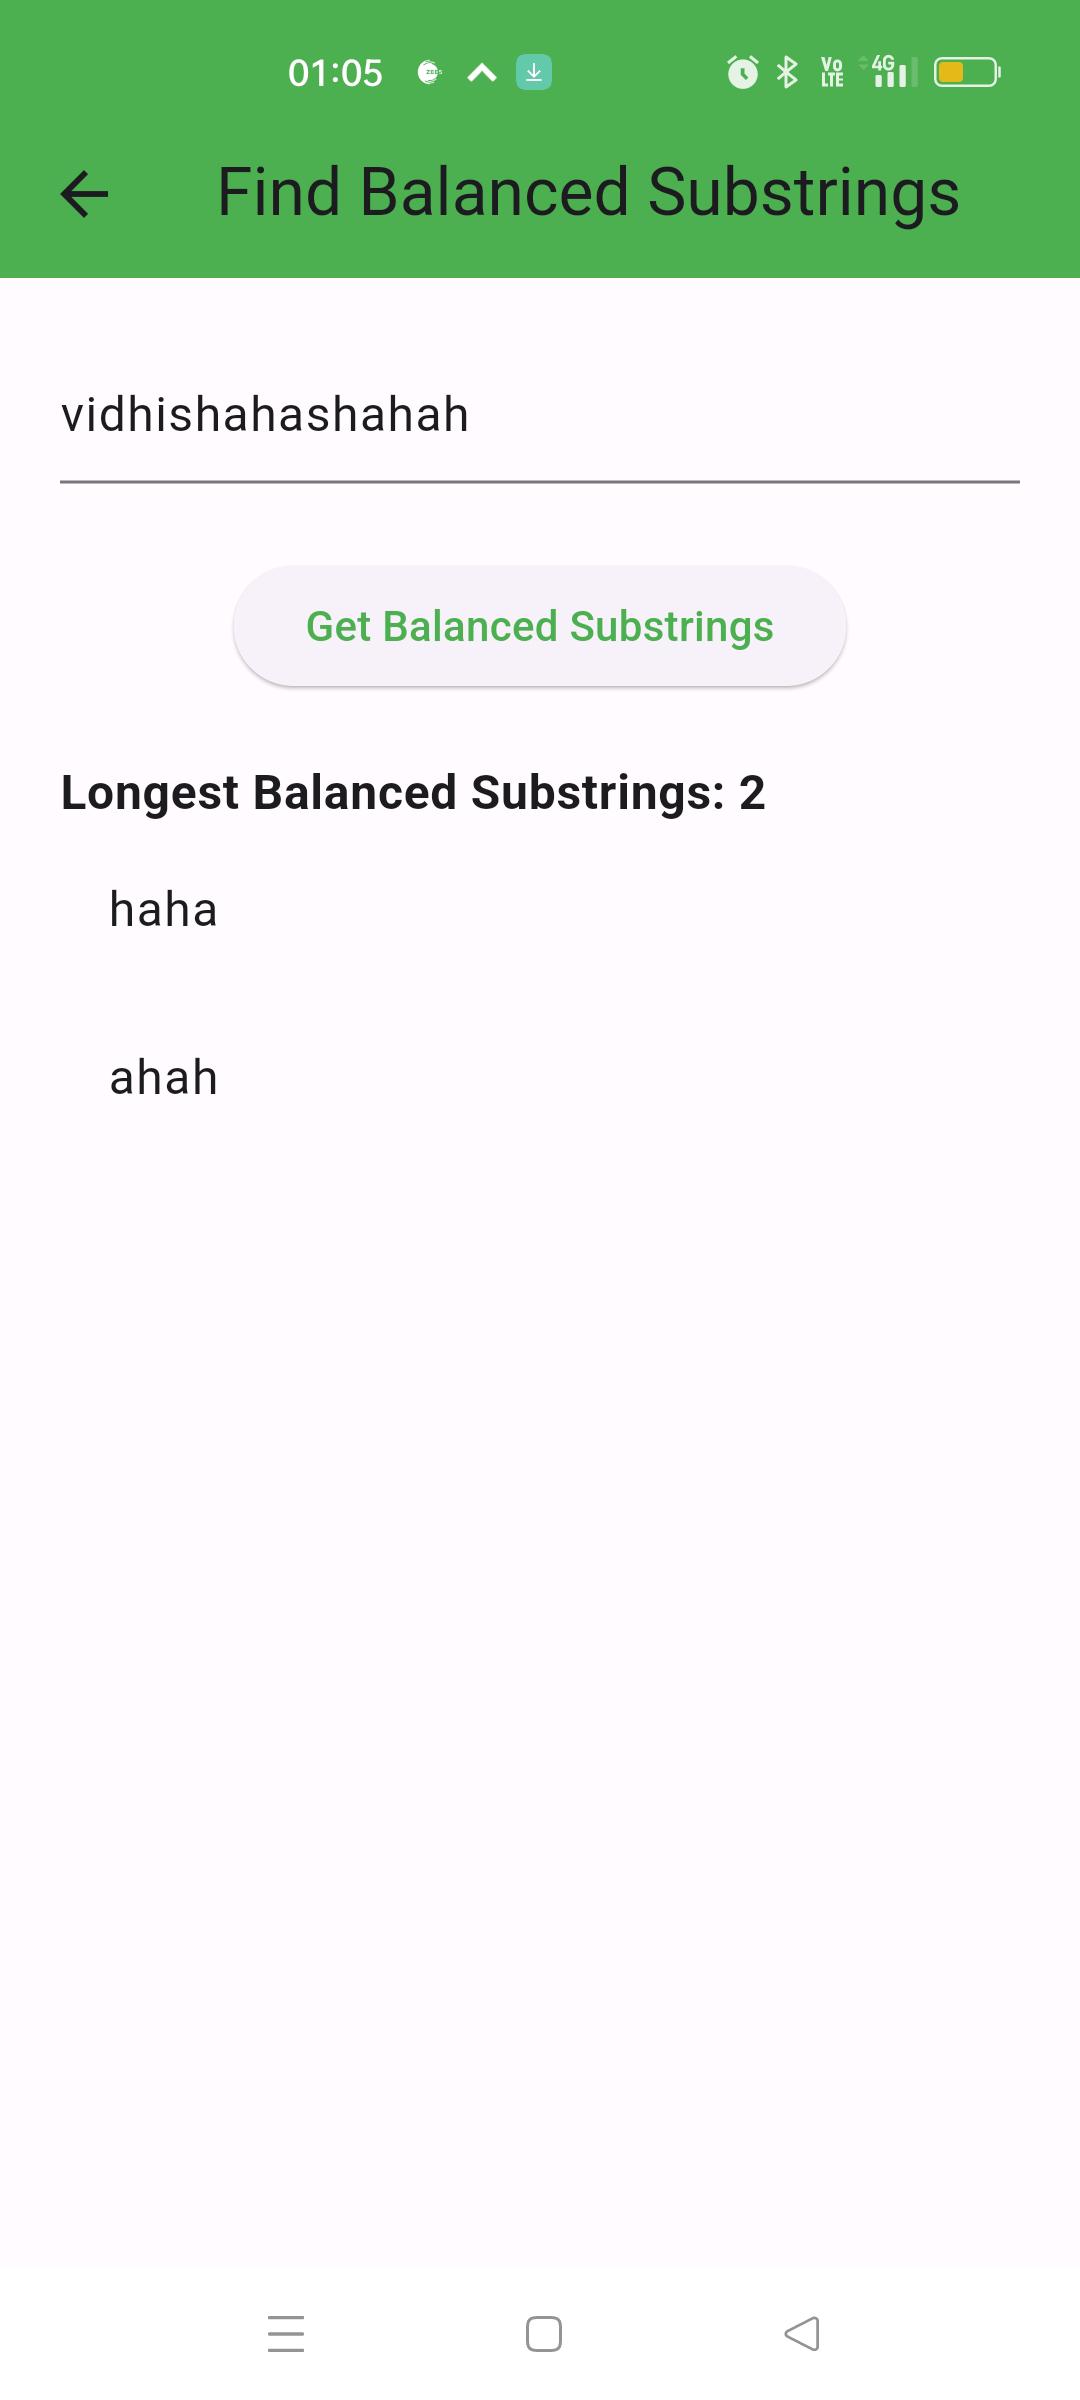 01:05 Vo LTE 4G
Find Balanced Substrings
vidhishahashahah
Get Balanced Substrings
Longest Balanced Substrings: 2
haha
ahah